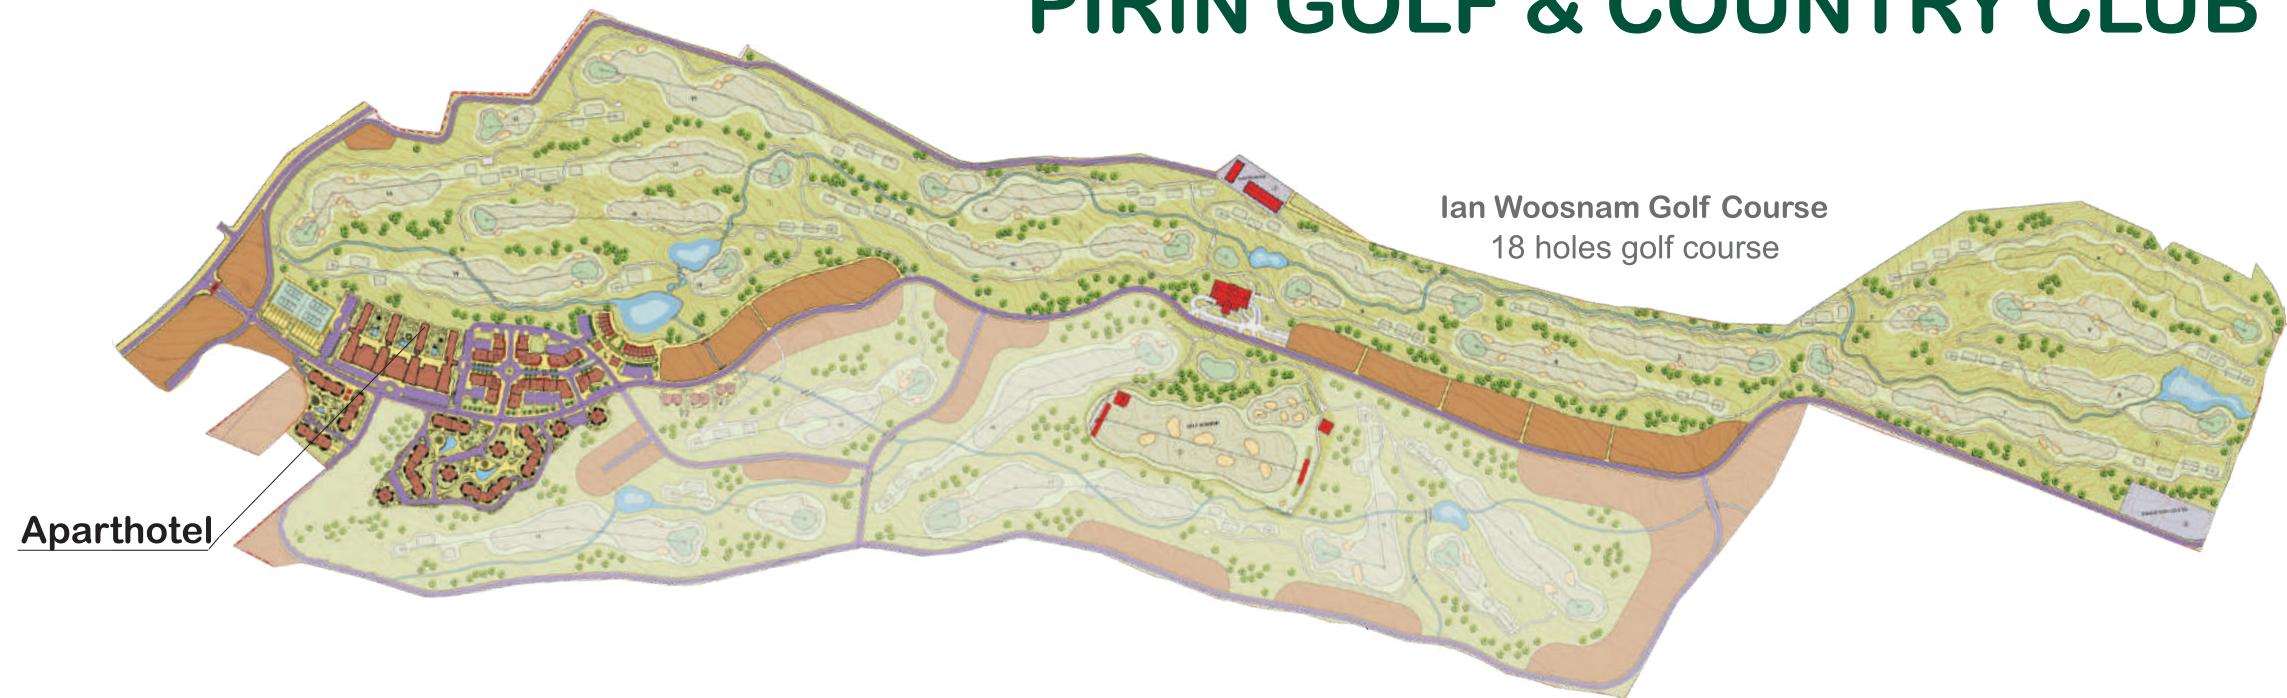 PIRIN GOLF & COUNTRY CLUB
Ian Woosnam Golf Course
18 holes golf course
Aparthotel